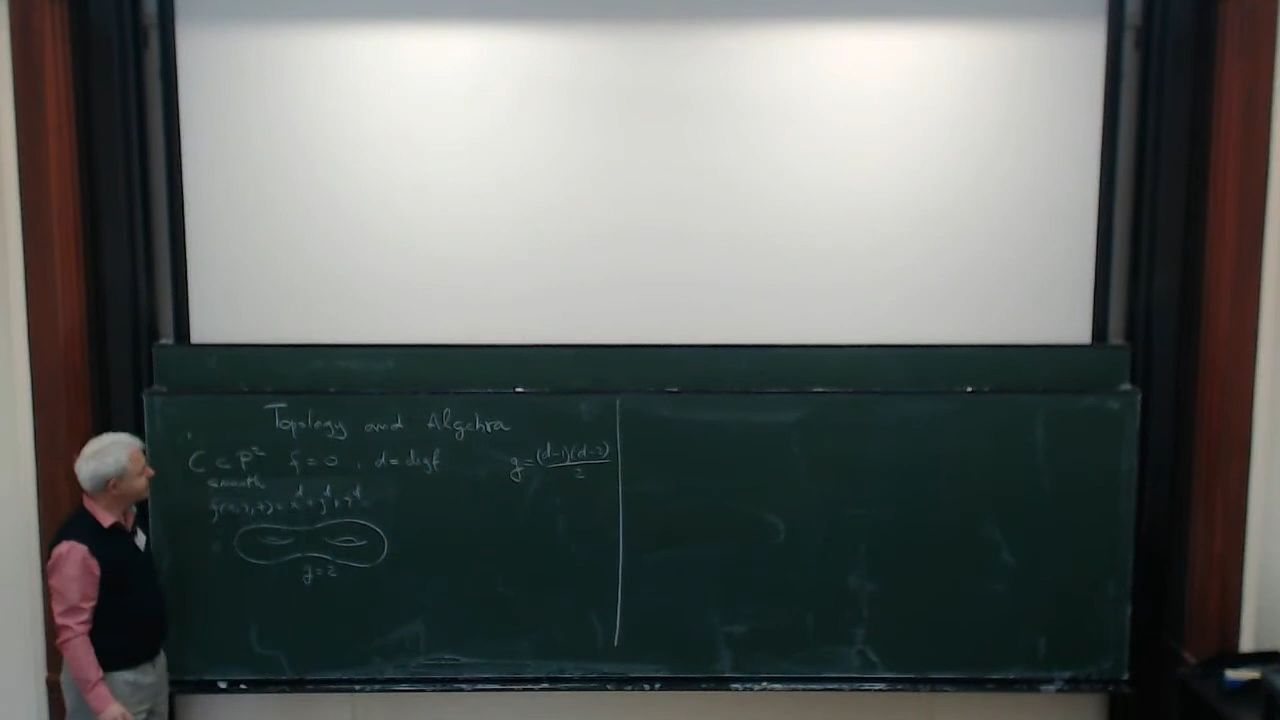 Topology and Algebra
C ⊂ P² f = 0 , d = deg f g = (d-1)(d-2)/2
smooth
f(x,y,z) = x^d + y^d + z^d
g = 2